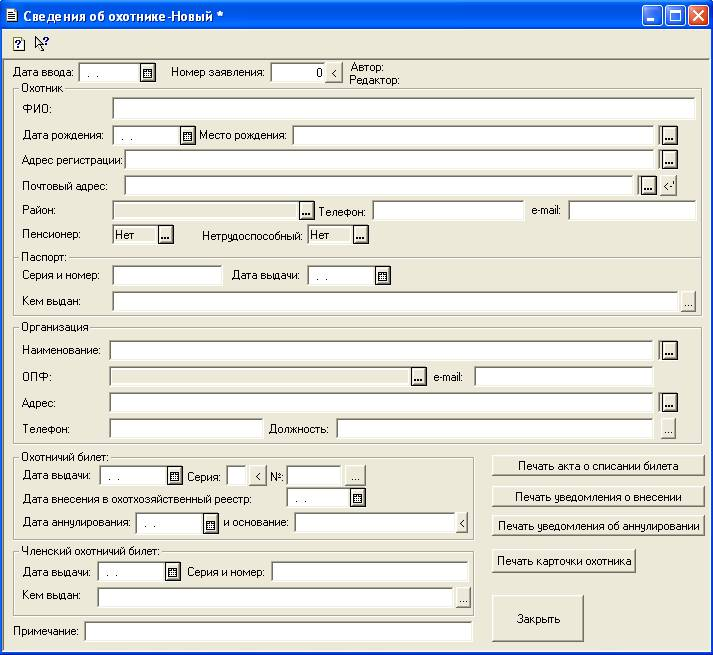 Сведения об охотнике -Новый *
Дата ввода: . . Номер заявления: 0 < Автор:
Редактор:
Охотник
ФИО:
Дата рождения: . . Место рождения: ...
Адрес регистрации: ...
Почтовый адрес: ... <-'
Район: ... Телефон: e-mail:
Пенсионер: Нет ... Нетрудоспособный: Нет ...
Паспорт:
Серия и номер: Дата выдачи: . .
Кем выдан: ...
Организация
Наименование: ...
ОПФ: ... e-mail:
Адрес: ...
Телефон: Должность: ...
Охотничий билет:
Дата выдачи: . . Серия: < №: ...
Дата внесения в охотхозяйственный реестр: . .
Дата аннулирования: . . и основание: <
Членский охотничий билет:
Дата выдачи: . . Серия и номер:
Кем выдан: ...
Примечание:
Печать акта о списании билета
Печать уведомления о внесении
Печать уведомления об аннулировании
Печать карточки охотника
Закрыть